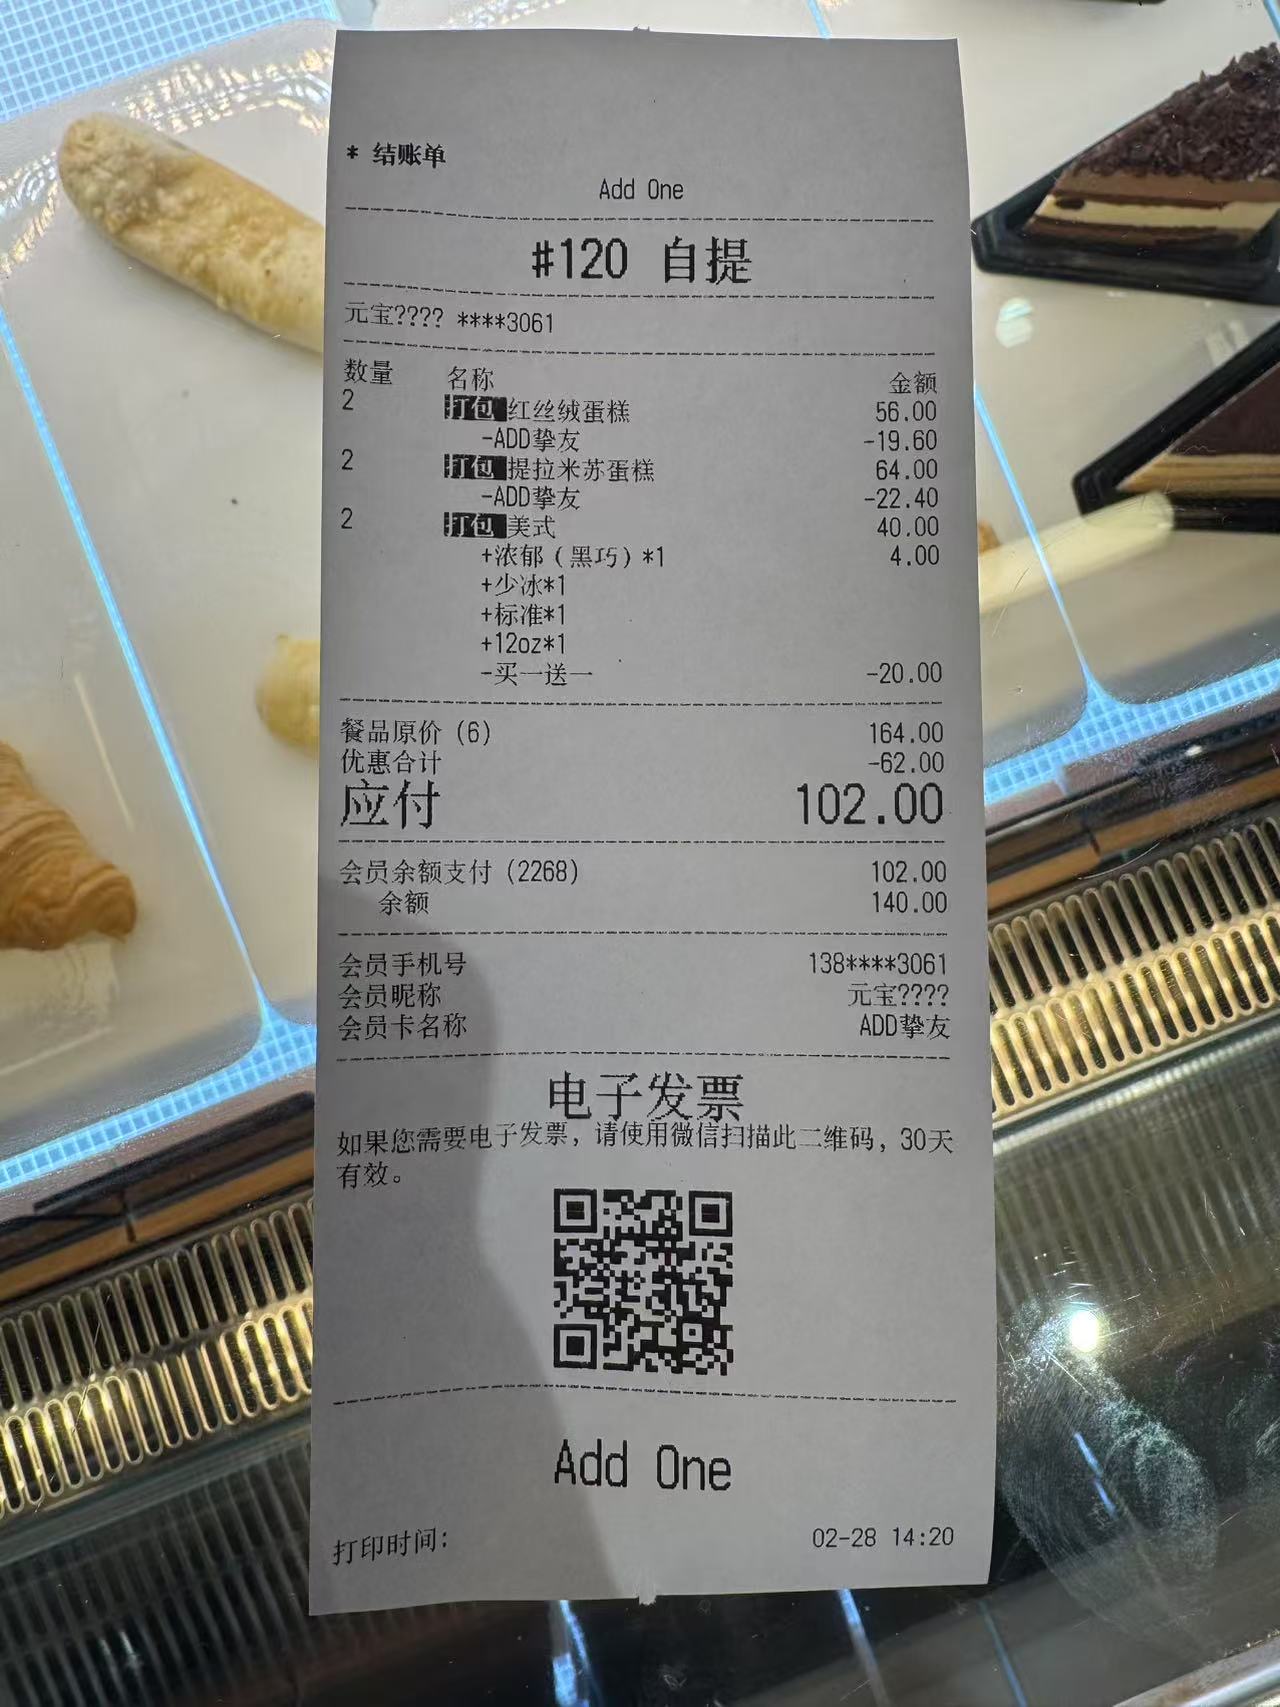 * 结账单
Add One
#120 自提
元宝???? ****3061
数量 名称 金额
2 打包 红丝绒蛋糕 56.00
-ADD挚友 -19.60
2 打包 提拉米苏蛋糕 64.00
-ADD挚友 -22.40
2 打包 美式 40.00
+浓郁（黑巧）*1 4.00
+少冰*1
+标准*1
+12oz*1
-买一送一 -20.00
餐品原价 (6) 164.00
优惠合计 -62.00
应付 102.00
会员余额支付 (2268) 102.00
余额 140.00
会员手机号 138****3061
会员昵称 元宝????
会员卡名称 ADD挚友
电子发票
如果您需要电子发票，请使用微信扫描此二维码，30天
有效。
Add One
打印时间： 02-28 14:20